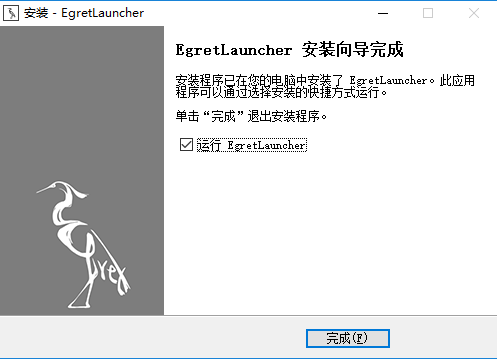 安装 - EgretLauncher
EgretLauncher 安装向导完成
安装程序已在您的电脑中安装了 EgretLauncher。此应
用程序可以通过选择安装的快捷方式运行。
单击“完成”退出安装程序。
运行 EgretLauncher
Egret
完成(F)